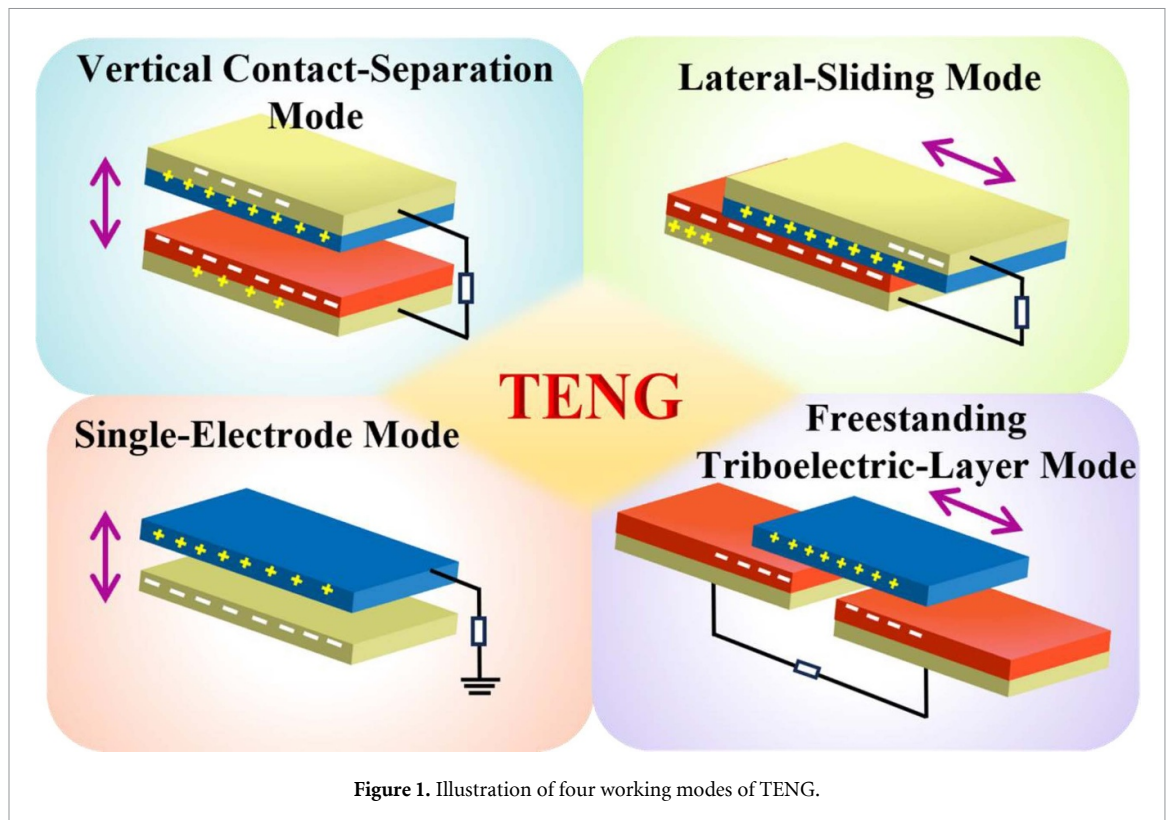 Vertical Contact-Separation
Mode
Lateral-Sliding Mode
TENG
Single-Electrode Mode
Freestanding
Triboelectric-Layer Mode
Figure 1. Illustration of four working modes of TENG.